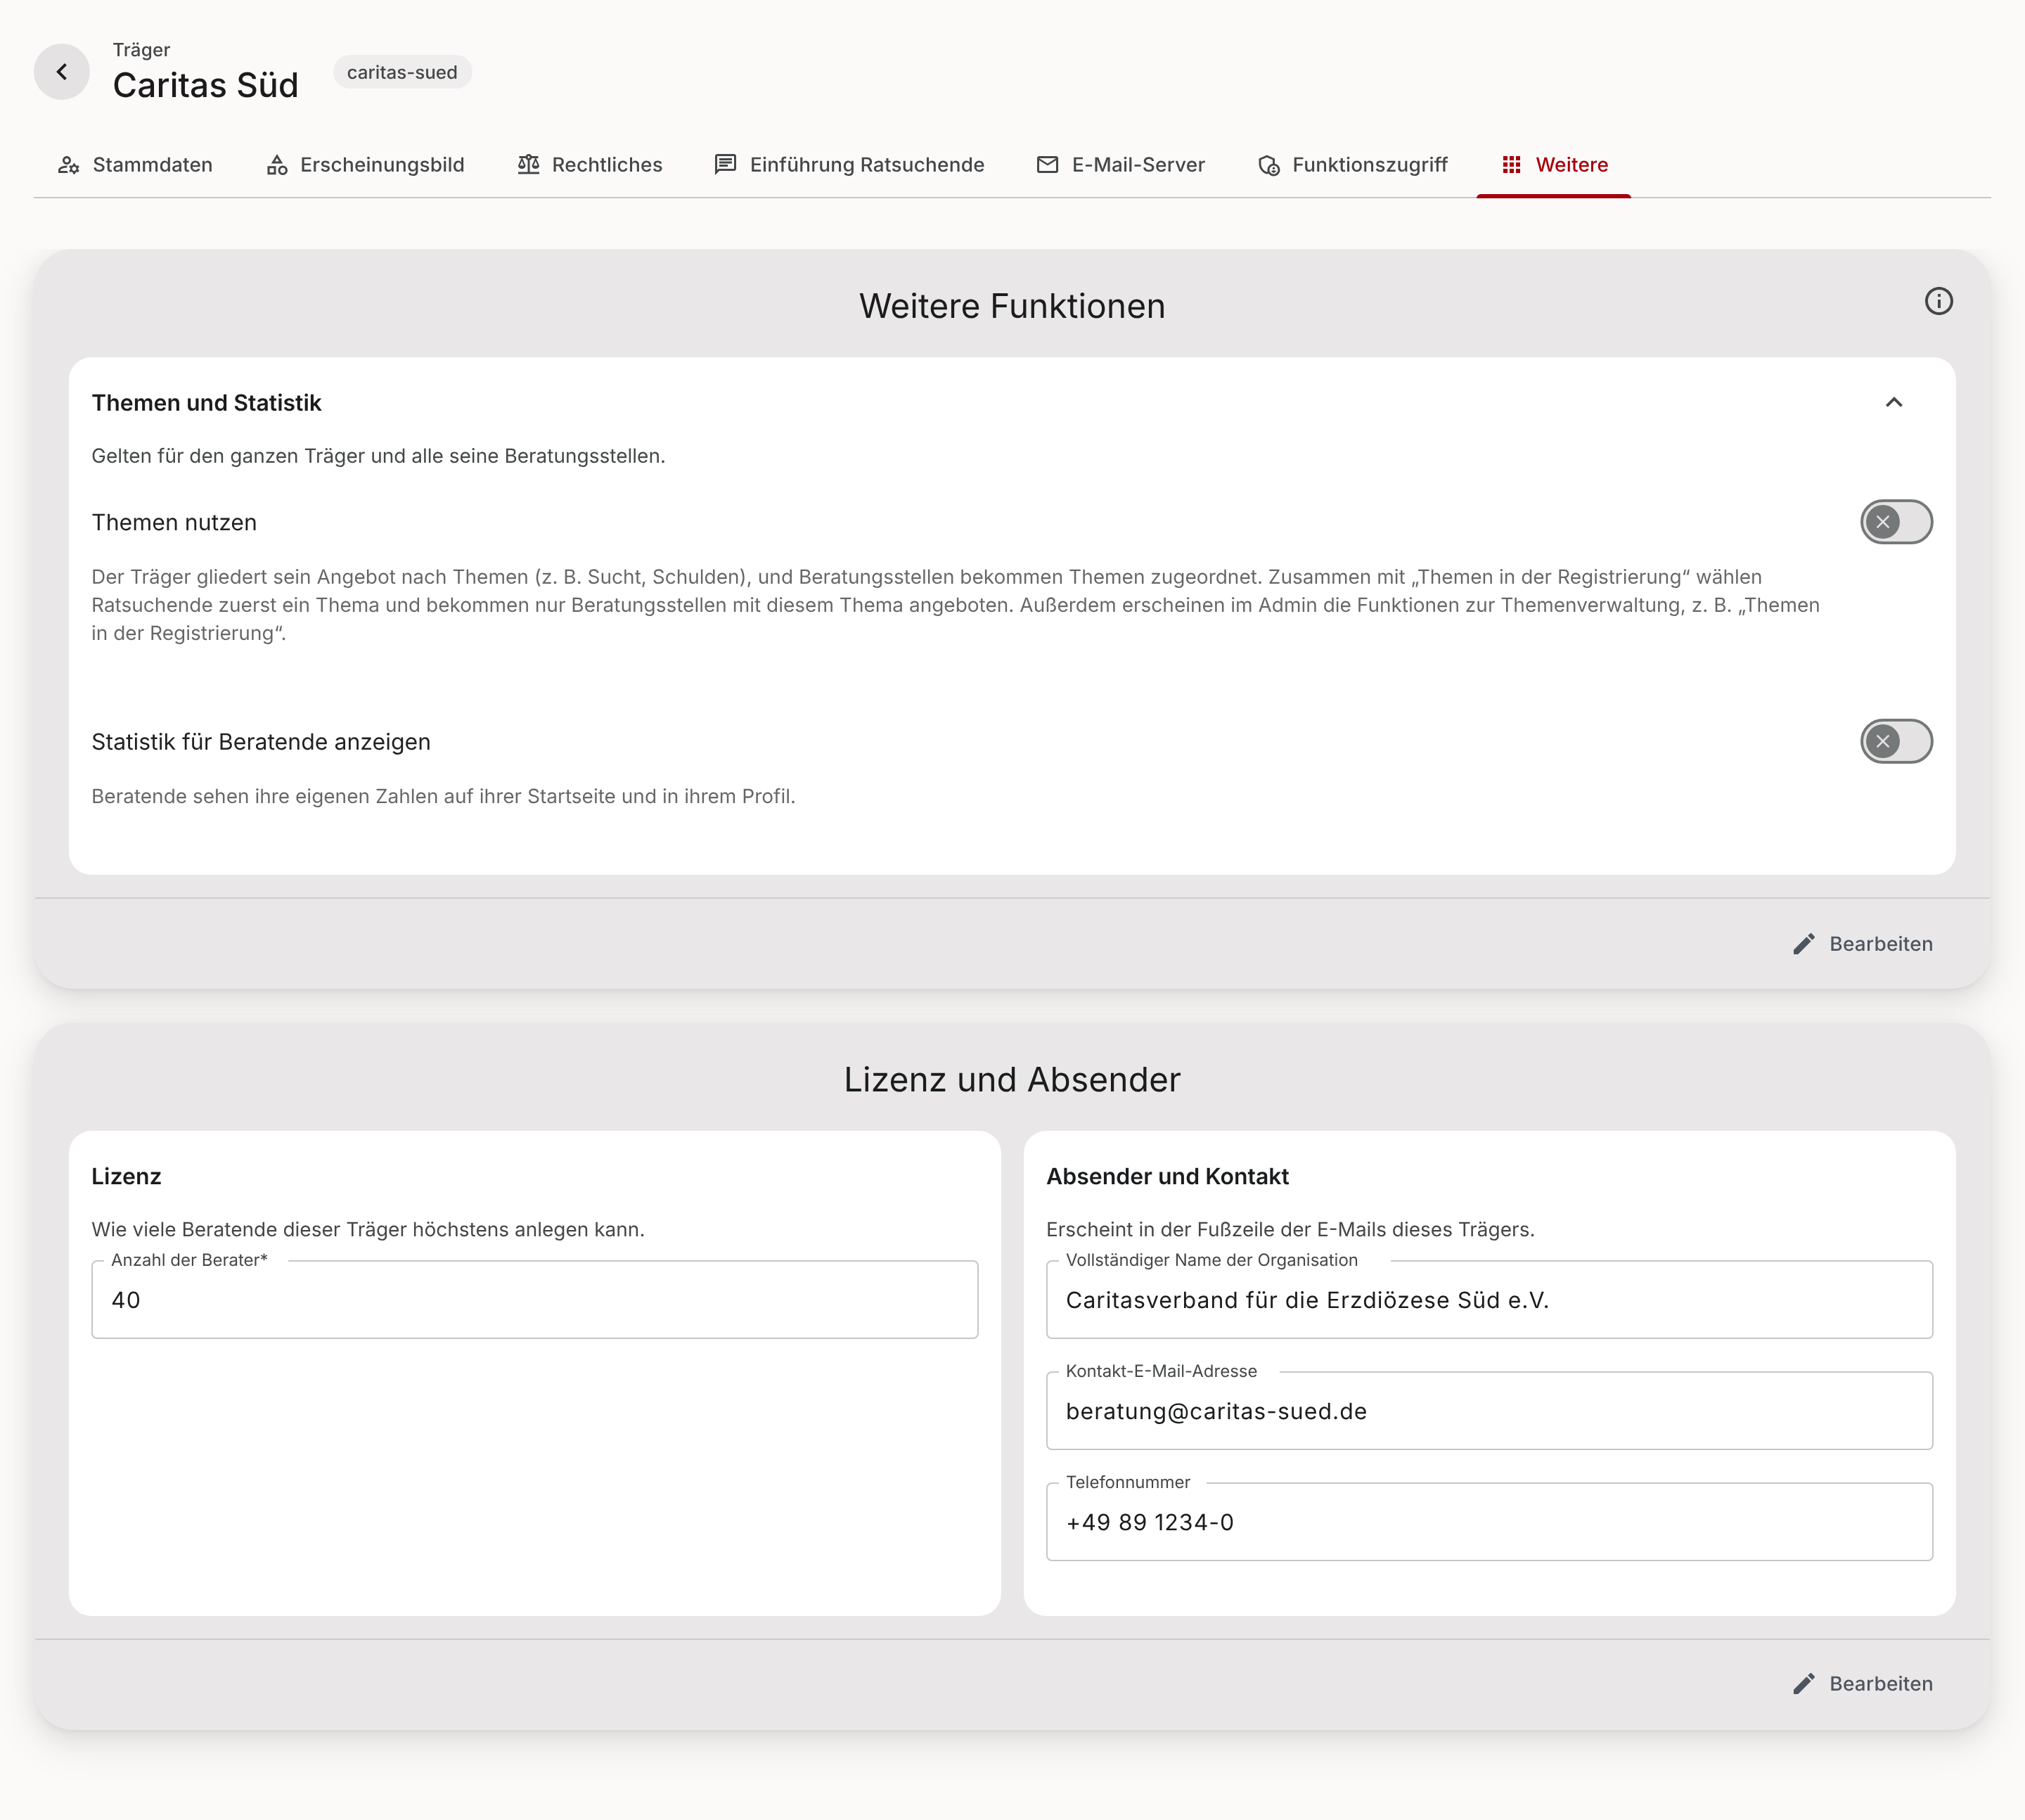 Träger
Caritas Süd
caritas-sued
Stammdaten
Erscheinungsbild
Rechtliches
Einführung Ratsuchende
E-Mail-Server
Funktionszugriff
Weitere
Weitere Funktionen
Themen und Statistik
Gelten für den ganzen Träger und alle seine Beratungsstellen.
Themen nutzen
Der Träger gliedert sein Angebot nach Themen (z. B. Sucht, Schulden), und Beratungsstellen bekommen Themen zugeordnet. Zusammen mit „Themen in der Registrierung“ wählen
Ratsuchende zuerst ein Thema und bekommen nur Beratungsstellen mit diesem Thema angeboten. Außerdem erscheinen im Admin die Funktionen zur Themenverwaltung, z. B. „Themen
in der Registrierung“.
Statistik für Beratende anzeigen
Beratende sehen ihre eigenen Zahlen auf ihrer Startseite und in ihrem Profil.
Bearbeiten
Lizenz und Absender
Lizenz
Wie viele Beratende dieser Träger höchstens anlegen kann.
Anzahl der Berater*
40
Absender und Kontakt
Erscheint in der Fußzeile der E-Mails dieses Trägers.
Vollständiger Name der Organisation
Caritasverband für die Erzdiözese Süd e.V.
Kontakt-E-Mail-Adresse
beratung@caritas-sued.de
Telefonnummer
+49 89 1234-0
Bearbeiten